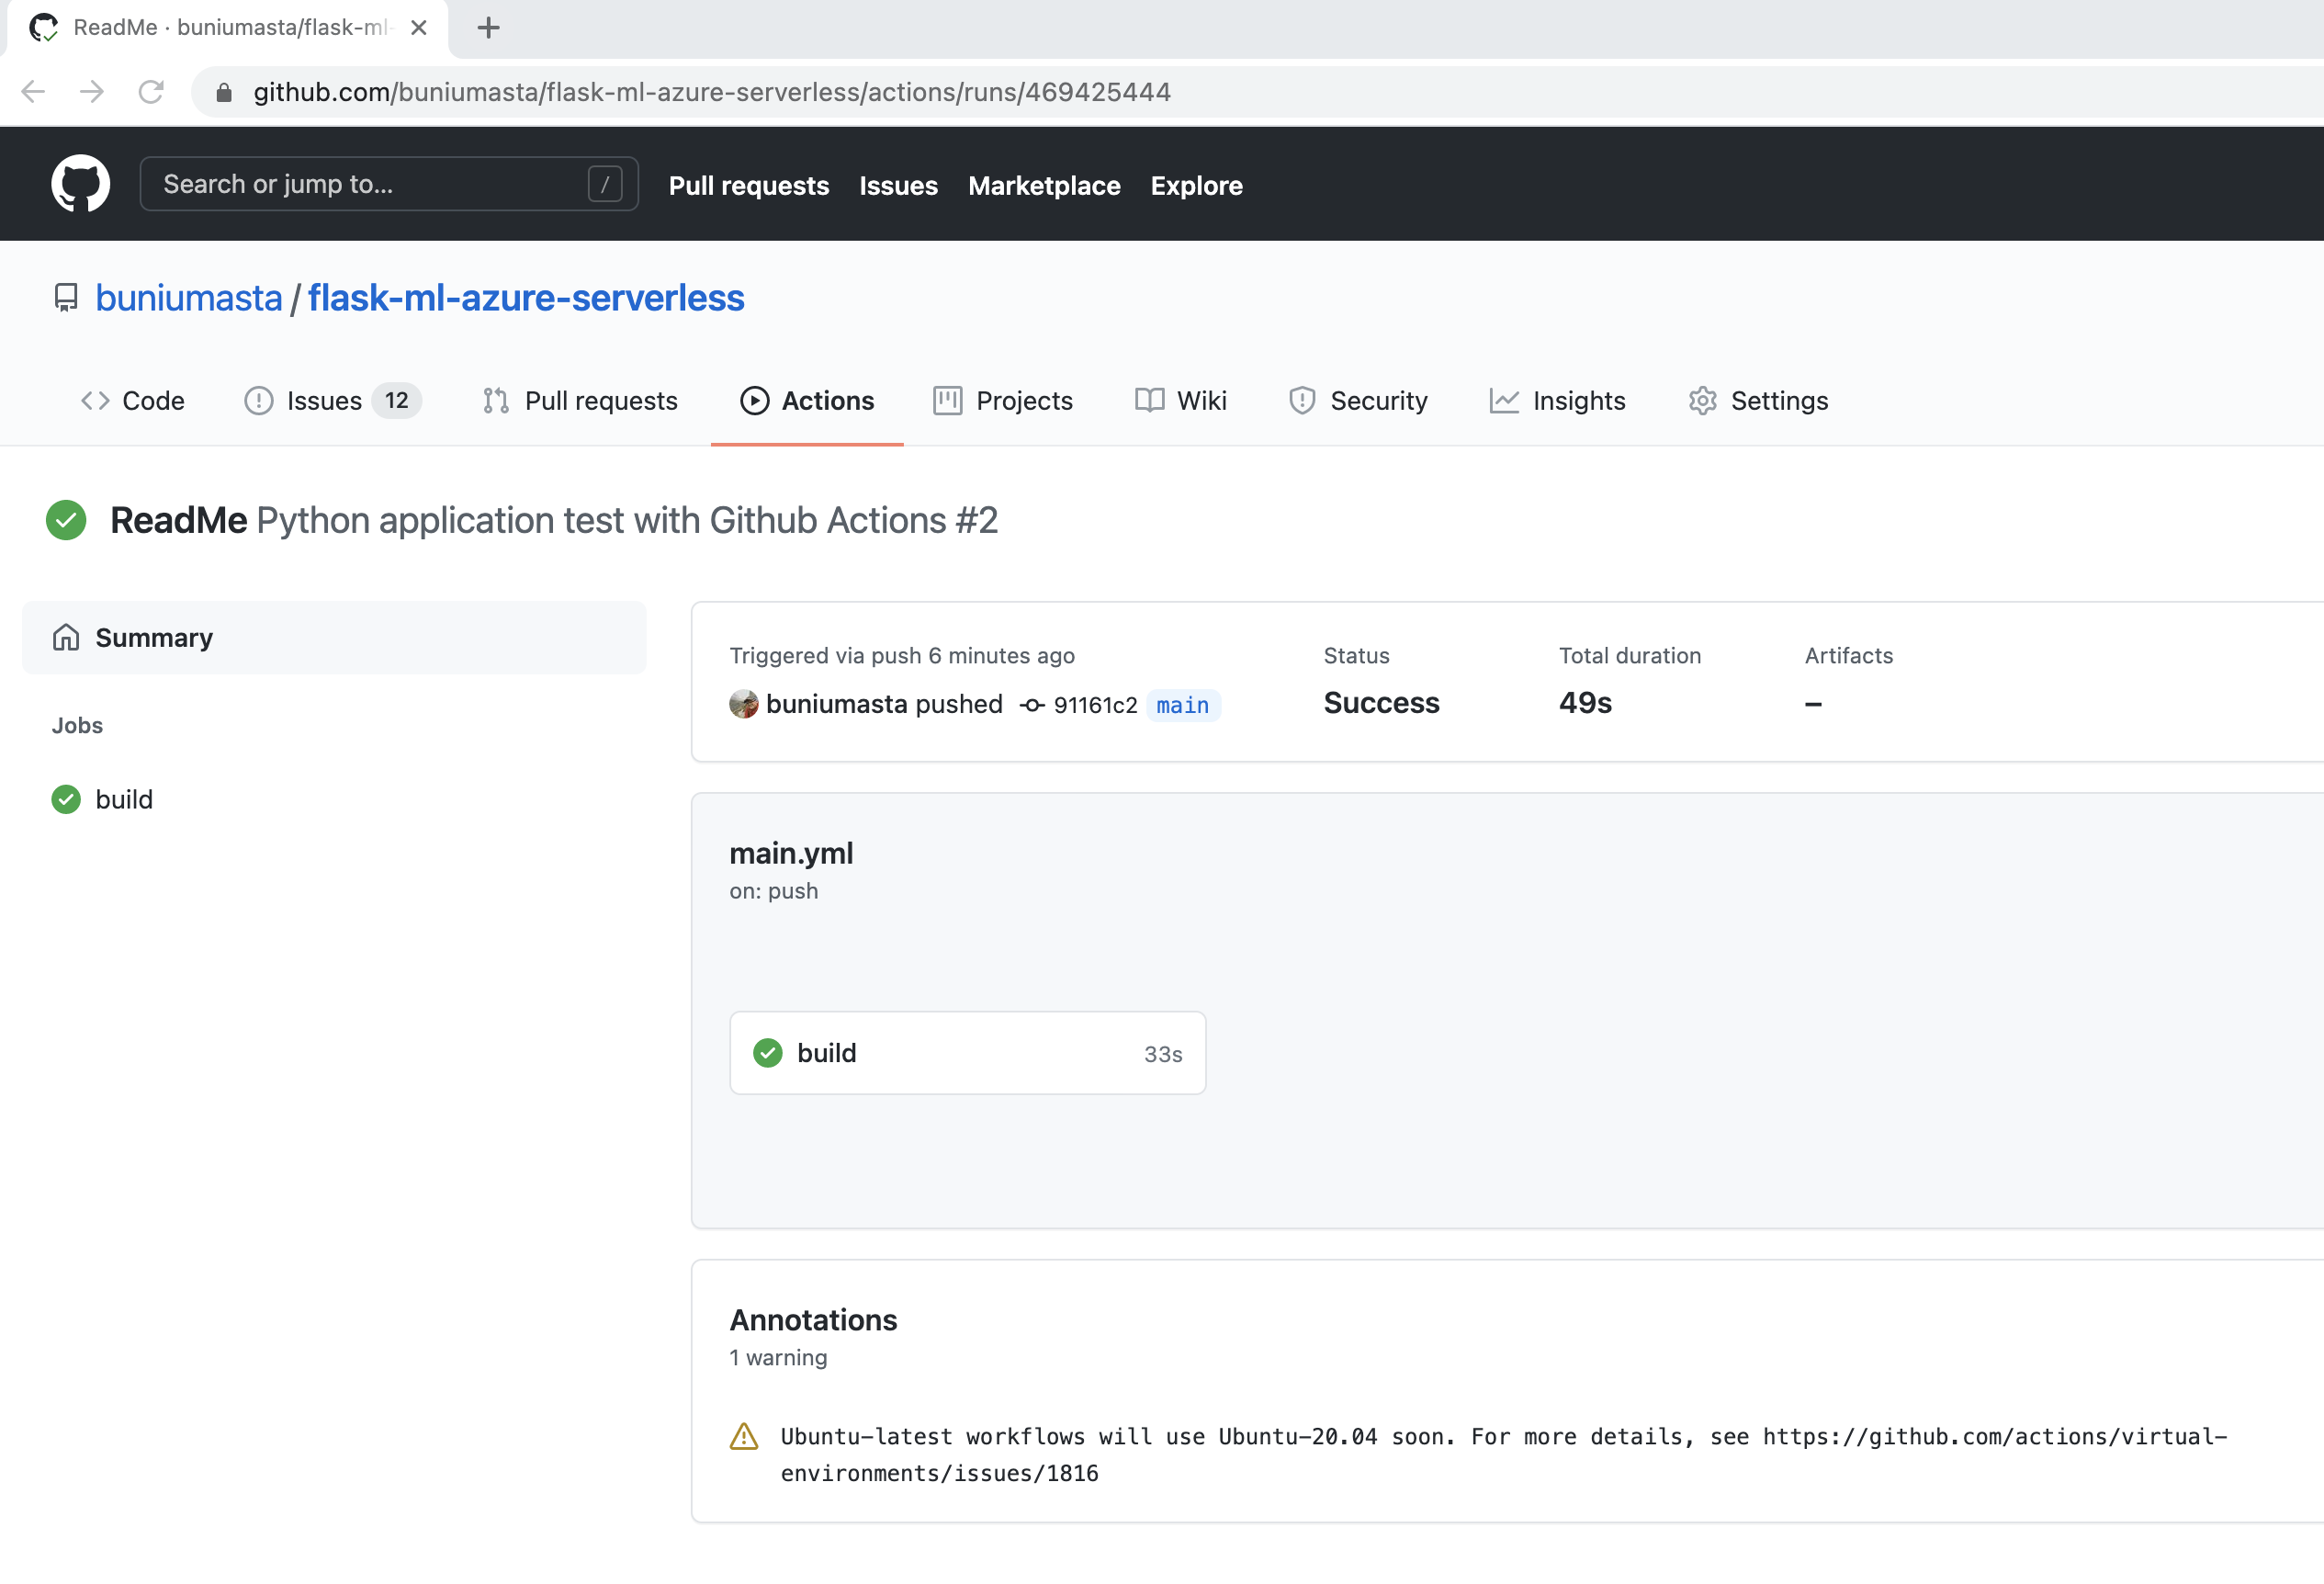 ReadMe · buniumasta/flask-ml-
github.com/buniumasta/flask-ml-azure-serverless/actions/runs/469425444
Search or jump to... / Pull requests Issues Marketplace Explore
buniumasta / flask-ml-azure-serverless
Code Issues 12 Pull requests Actions Projects Wiki Security Insights Settings
ReadMe Python application test with Github Actions #2
Summary
Jobs
build
Triggered via push 6 minutes ago Status Total duration Artifacts
buniumasta pushed 91161c2 main Success 49s –
main.yml
on: push
build 33s
Annotations
1 warning
Ubuntu-latest workflows will use Ubuntu-20.04 soon. For more details, see https://github.com/actions/virtual-
environments/issues/1816